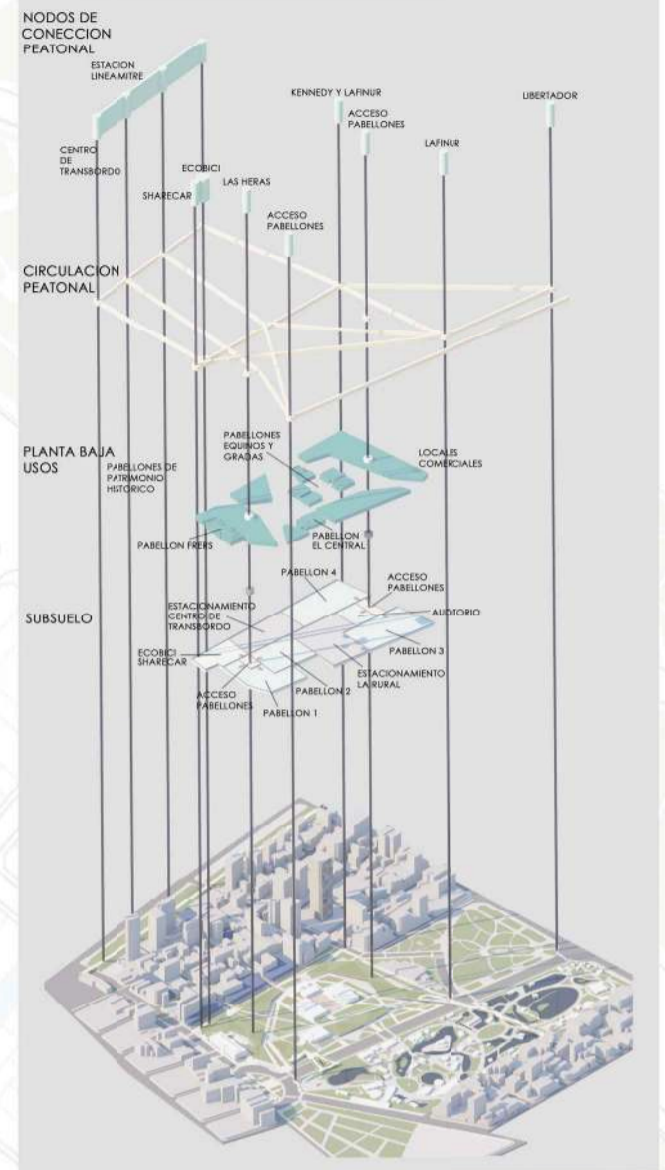 NODOS DE
CONECCION
PEATONAL
ESTACION
LINEAMITRE
CENTRO
DE
TRANSBORDO
ECOBICI
SHARECAR
LAS HERAS
ACCESO
PABELLONES
KENNEDY Y LAFINUR
ACCESO
PABELLONES
LAFINUR
LIBERTADOR
CIRCULACION
PEATONAL
PLANTA BAJA
USOS
PABELLONES DE
PATRIMONIO
HISTORICO
PABELLONES
EQUINOS Y
GRADAS
LOCALES
COMERCIALES
PABELLON FRERS
PABELLON
EL CENTRAL
SUBSUELO
PABELLON 4
ACCESO
PABELLONES
ESTACIONAMIENTO
CENTRO DE
TRANSBORDO
AUDITORIO
ECOBICI
SHARECAR
PABELLON 3
ESTACIONAMIENTO
LA RURAL
ACCESO
PABELLONES
PABELLON 2
PABELLON 1